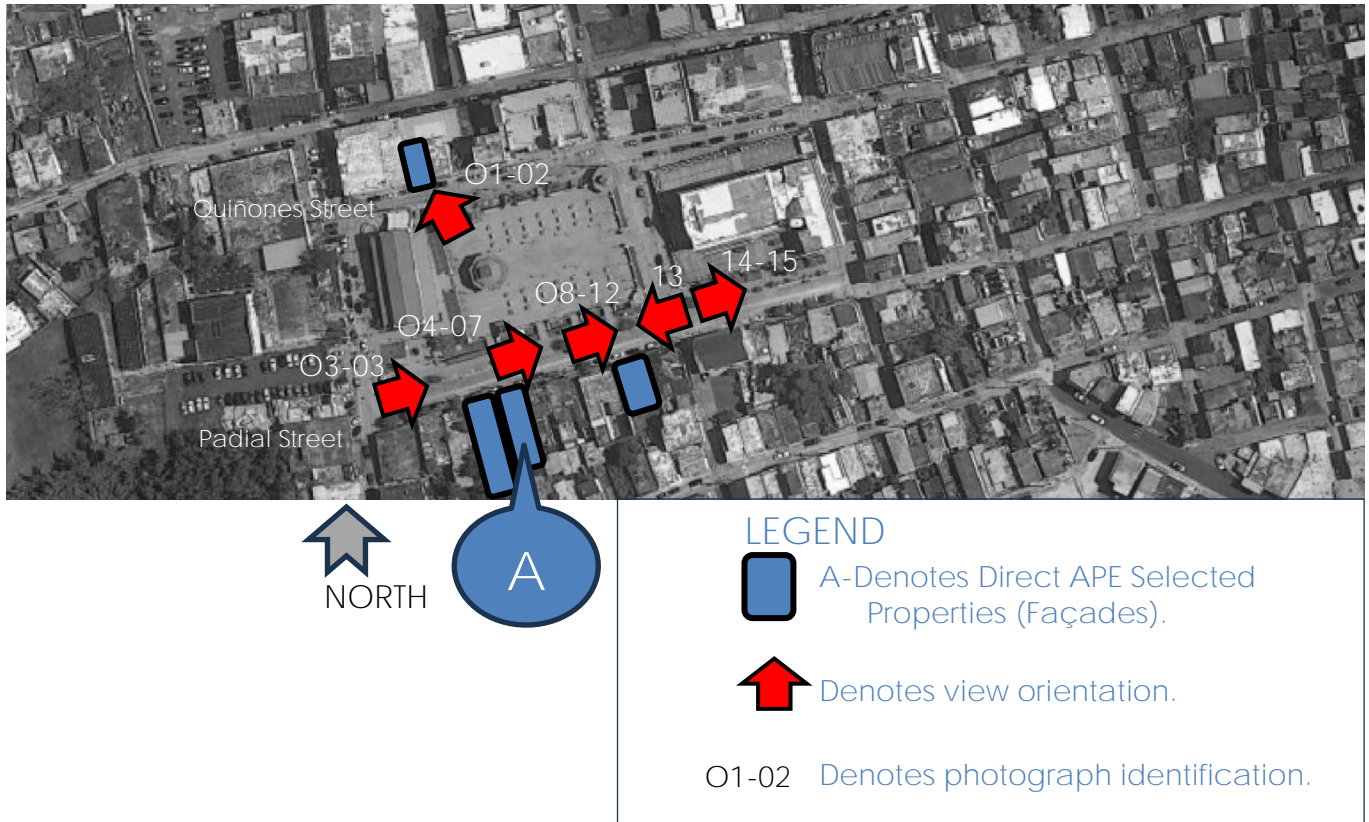 O1-02
Quiñones Street
14-15
13
O8-12
O4-07
O3-03
Padial Street
NORTH
A
LEGEND
A-Denotes Direct APE Selected
Properties (Façades).
Denotes view orientation.
O1-02 Denotes photograph identification.